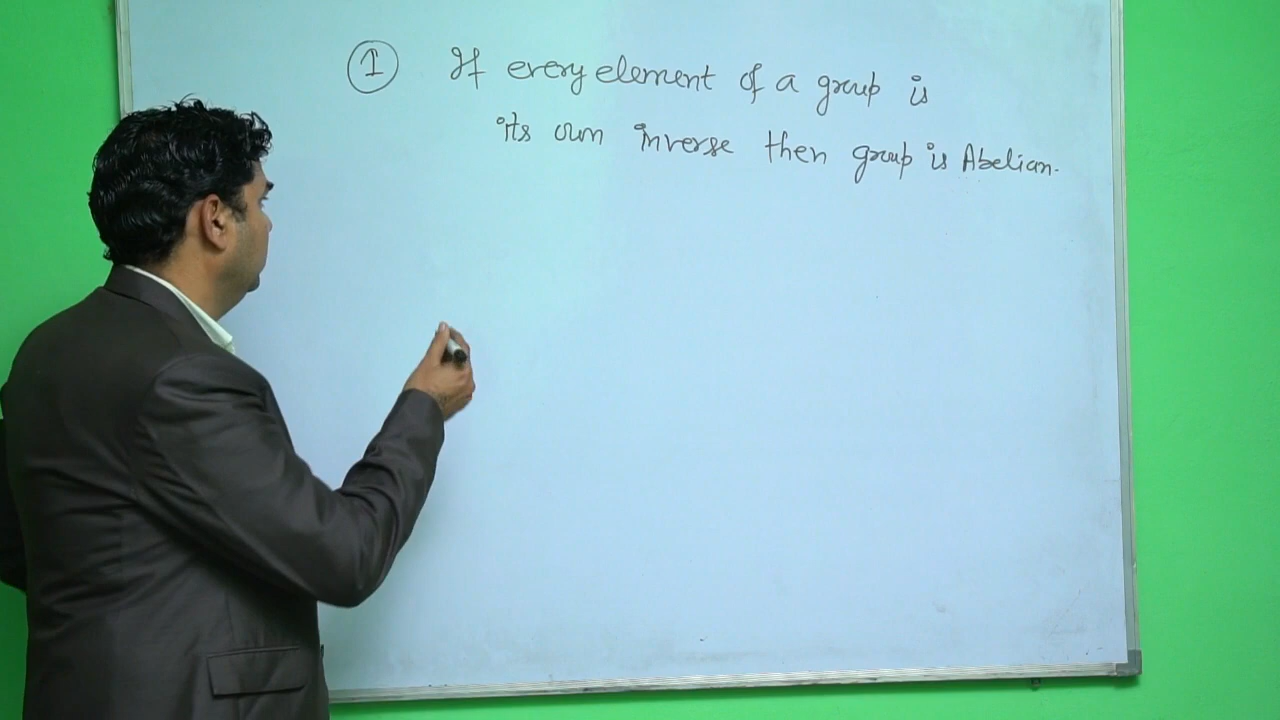 ① If every element of a group is
its own inverse then group is Abelian.